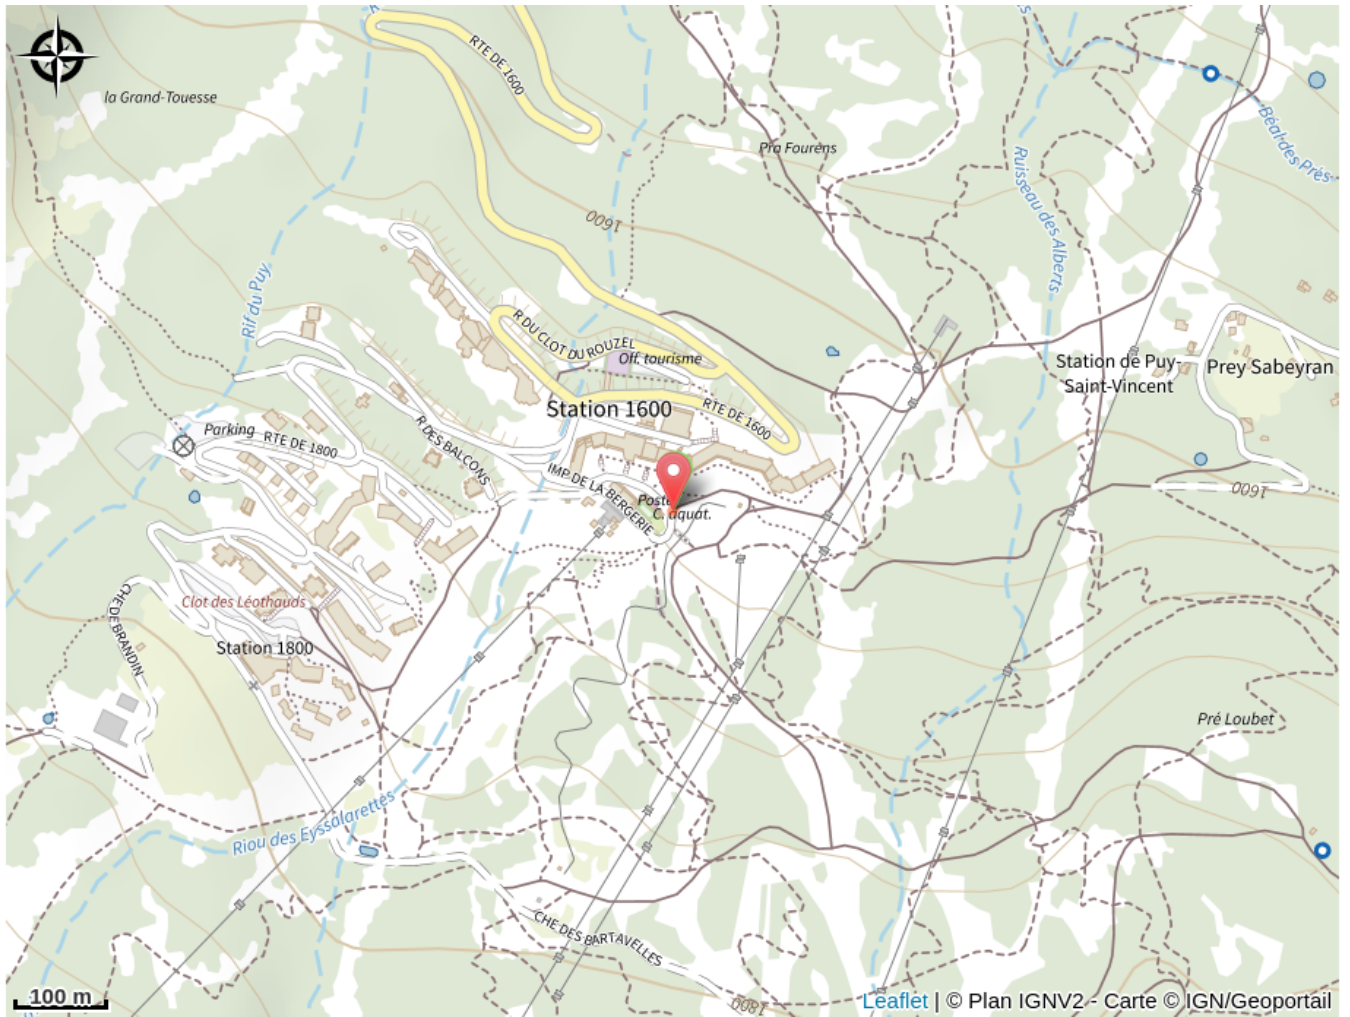 RTE DE 1600
la Grand-Touesse
Pra Fourens
Béal des Prés
Ruisseau des Alberts
1600
Rif du Puy
R DU CLOT DU ROUZEL
Off. tourisme
Station de Puy-
Saint-Vincent
Prey Sabeyran
Station 1600
RTE DE 1600
Parking
RTE DE 1800
R DES BALCONS
IMP DE LA BERGERIE
Poste
C. aquat.
1600
CHE DE BRANDIN
Clot des Léothauds
Station 1800
Pré Loubet
Riou des Eyssalarettes
CHE DES BARTAVELLES
1800
100 m
Leaflet | © Plan IGNV2 - Carte © IGN/Geoportail